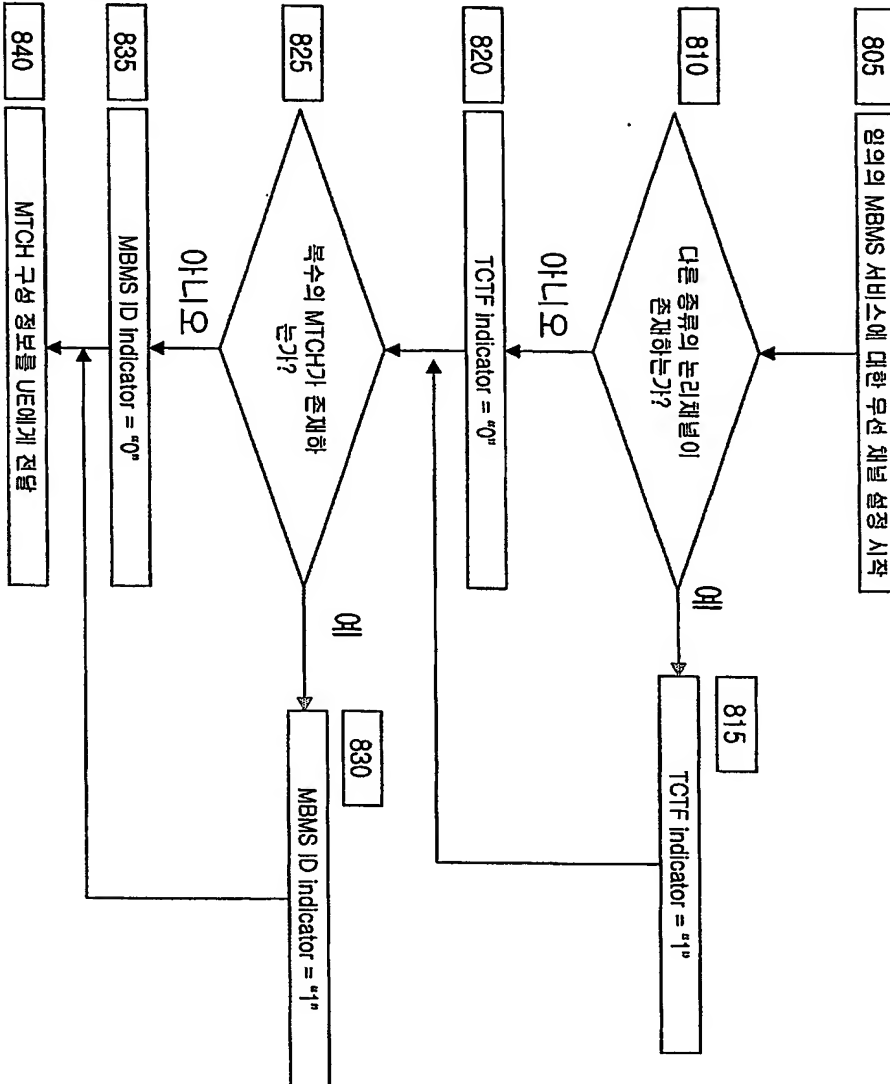 805
임의의 MBMS 서비스에 대한 무선 채널 설정 시작
810
다른 종류의 논리채널이
존재하는가?
예
815
TCTF indicator = "1"
아니요
820
TCTF indicator = "0"
825
복수의 MTCH가 존재하
는가?
예
830
MBMS ID indicator = "1"
아니요
835
MBMS ID indicator = "0"
840
MTCH 구성 정보를 UE에게 전달